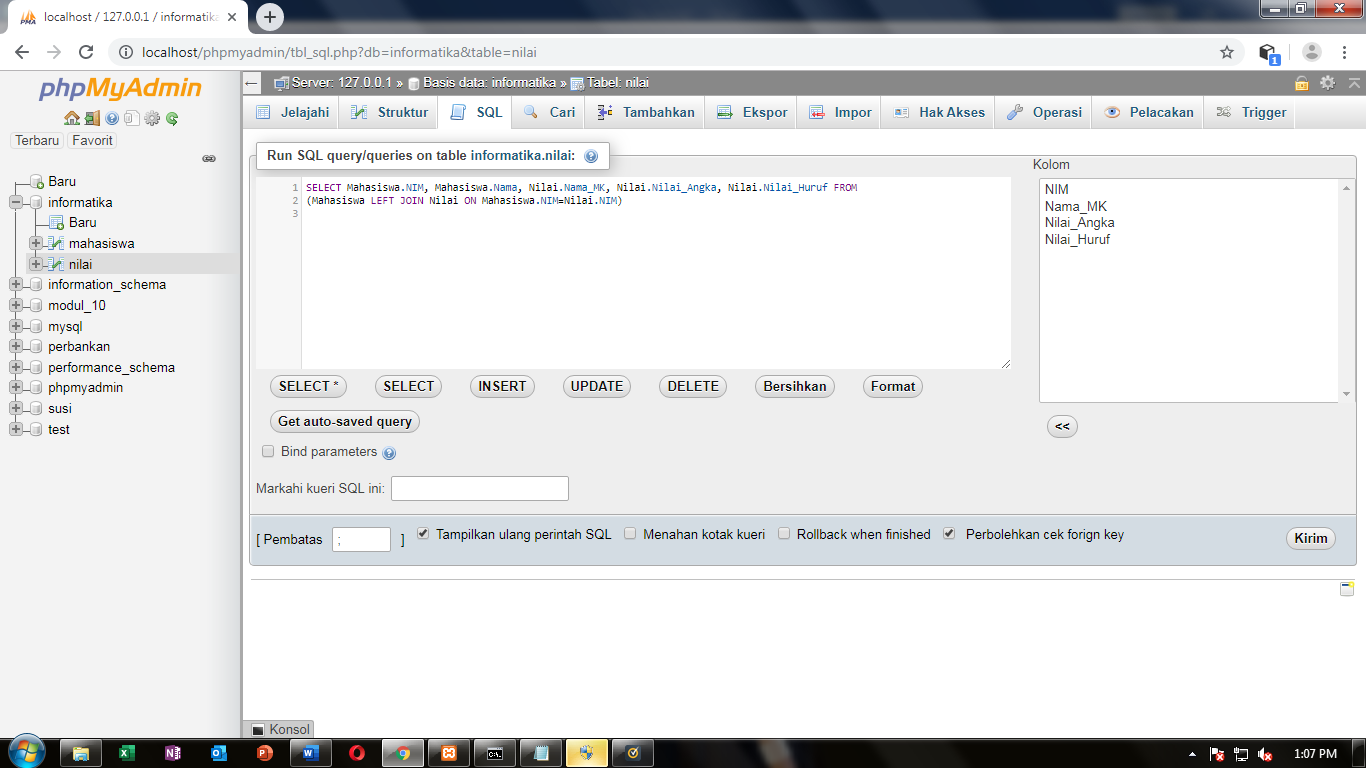 localhost / 127.0.0.1 / informatika
localhost/phpmyadmin/tbl_sql.php?db=informatika&table=nilai
1
phpMyAdmin
Terbaru Favorit
Baru
informatika
Baru
mahasiswa
nilai
information_schema
modul_10
mysql
perbankan
performance_schema
phpmyadmin
susi
test
Server: 127.0.0.1 » Basis data: informatika » Tabel: nilai
Jelajahi Struktur SQL Cari Tambahkan Ekspor Impor Hak Akses Operasi Pelacakan Trigger
Run SQL query/queries on table informatika.nilai:
1 SELECT Mahasiswa.NIM, Mahasiswa.Nama, Nilai.Nama_MK, Nilai.Nilai_Angka, Nilai.Nilai_Huruf FROM
2 (Mahasiswa LEFT JOIN Nilai ON Mahasiswa.NIM=Nilai.NIM)
3
Kolom
NIM
Nama_MK
Nilai_Angka
Nilai_Huruf
<<
SELECT * SELECT INSERT UPDATE DELETE Bersihkan Format
Get auto-saved query
Bind parameters
Markahi kueri SQL ini:
[ Pembatas ; ] Tampilkan ulang perintah SQL Menahan kotak kueri Rollback when finished Perbolehkan cek forign key Kirim
Konsol
1:07 PM